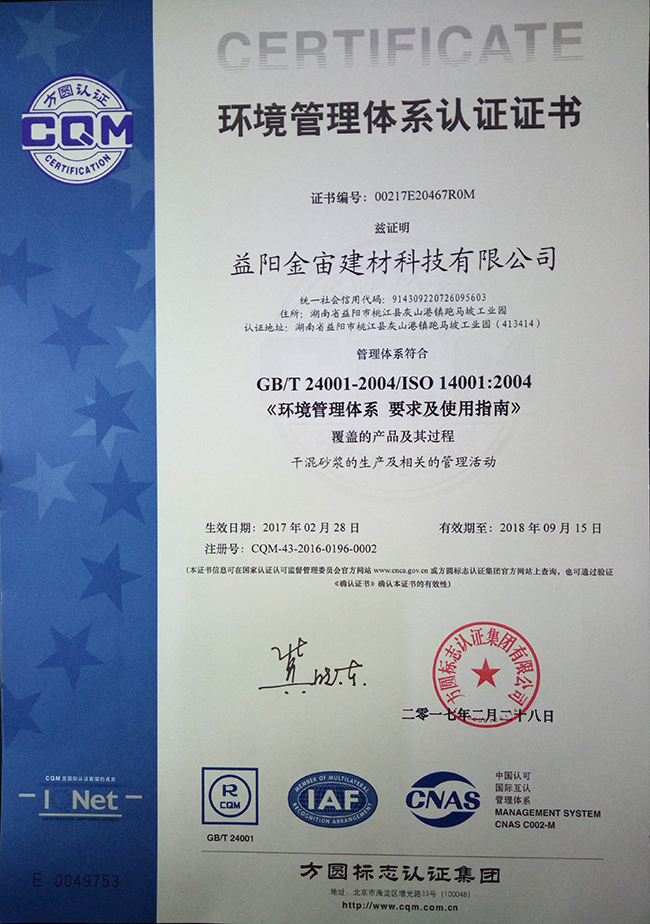 CERTIFICATE
方圆认证
CQM
CERTIFICATION
环境管理体系认证证书
证书编号：00217E20467R0M
兹证明
益阳金宙建材科技有限公司
统一社会信用代码：914309220726095603
住所：湖南省益阳市桃江县灰山港镇跑马坡工业园
认证地址：湖南省益阳市桃江县灰山港镇跑马坡工业园（413414）
管理体系符合
GB/T 24001-2004/ISO 14001:2004
《环境管理体系 要求及使用指南》
覆盖的产品及其过程
干混砂浆的生产及相关的管理活动
生效日期：2017 年 02 月 28 日
有效期至：2018 年 09 月 15 日
注册号：CQM-43-2016-0196-0002
（本证书信息可在国家认证认可监督管理委员会官方网站 www.cnca.gov.cn 或方圆标志认证集团官方网站上查询，也可通过验证
《确认证书》确认本证书的有效性）
方圆标志认证集团有限公司
二零一七年二月二十八日
CQM 是国际认证联盟的成员
IQNet
R
CQM
GB/T 24001
MEMBER OF MULTILATERAL
IAF
RECOGNITION ARRANGEMENT
CNAS
中国认可
国际互认
管理体系
MANAGEMENT SYSTEM
CNAS C002-M
E 0049753
方圆标志认证集团
地址：北京市海淀区增光路33号（100048）
http://www.cqm.com.cn